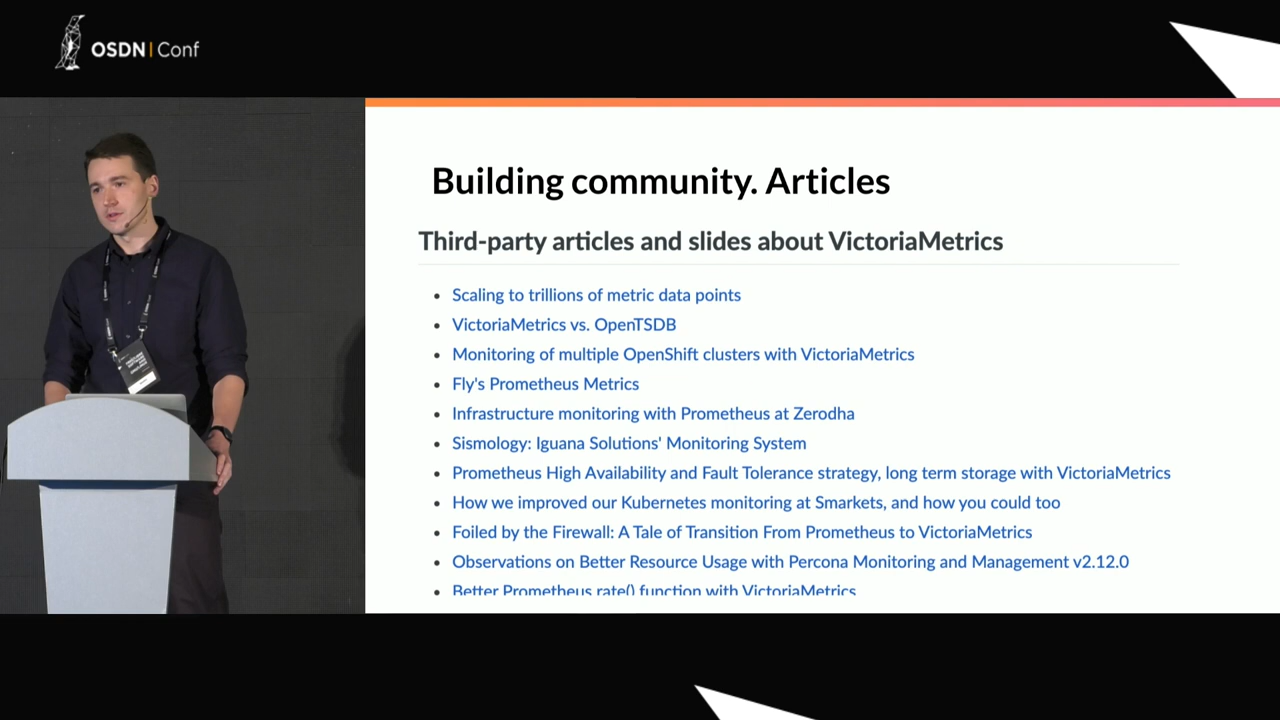 OSDN | Conf
Building community. Articles
Third-party articles and slides about VictoriaMetrics
Scaling to trillions of metric data points
VictoriaMetrics vs. OpenTSDB
Monitoring of multiple OpenShift clusters with VictoriaMetrics
Fly's Prometheus Metrics
Infrastructure monitoring with Prometheus at Zerodha
Sismology: Iguana Solutions' Monitoring System
Prometheus High Availability and Fault Tolerance strategy, long term storage with VictoriaMetrics
How we improved our Kubernetes monitoring at Smarkets, and how you could too
Foiled by the Firewall: A Tale of Transition From Prometheus to VictoriaMetrics
Observations on Better Resource Usage with Percona Monitoring and Management v2.12.0
Better Prometheus rate() function with VictoriaMetrics